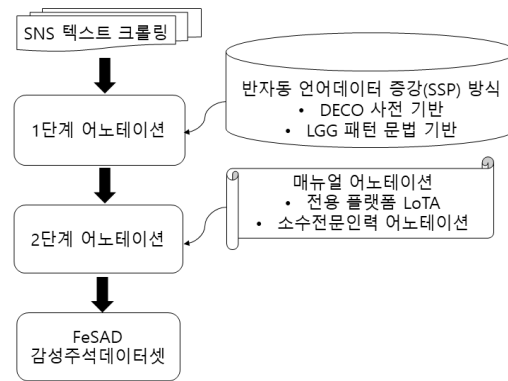 SNS 텍스트 크롤링
반자동 언어데이터 증강(SSP) 방식
• DECO 사전 기반
• LGG 패턴 문법 기반
1단계 어노테이션
매뉴얼 어노테이션
• 전용 플랫폼 LoTA
• 소수전문인력 어노테이션
2단계 어노테이션
FeSAD
감성주석데이터셋